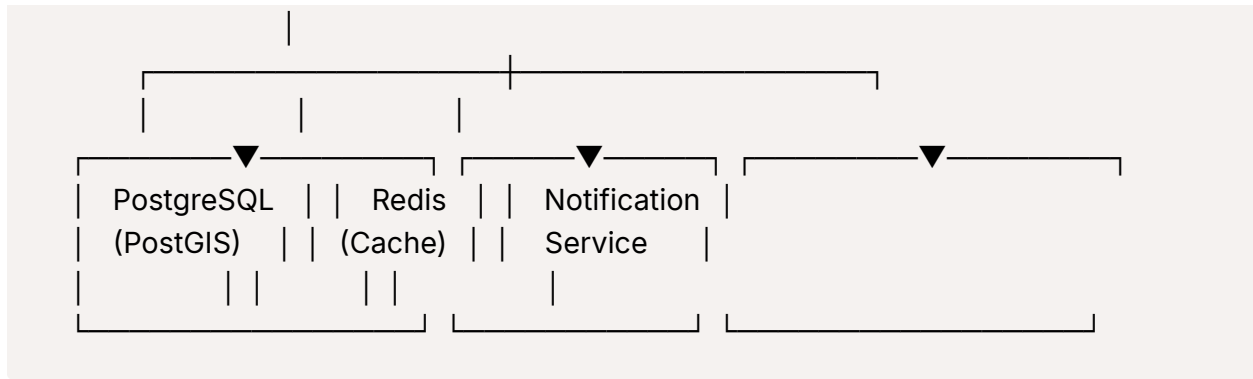 PostgreSQL Redis Notification
(PostGIS) (Cache) Service